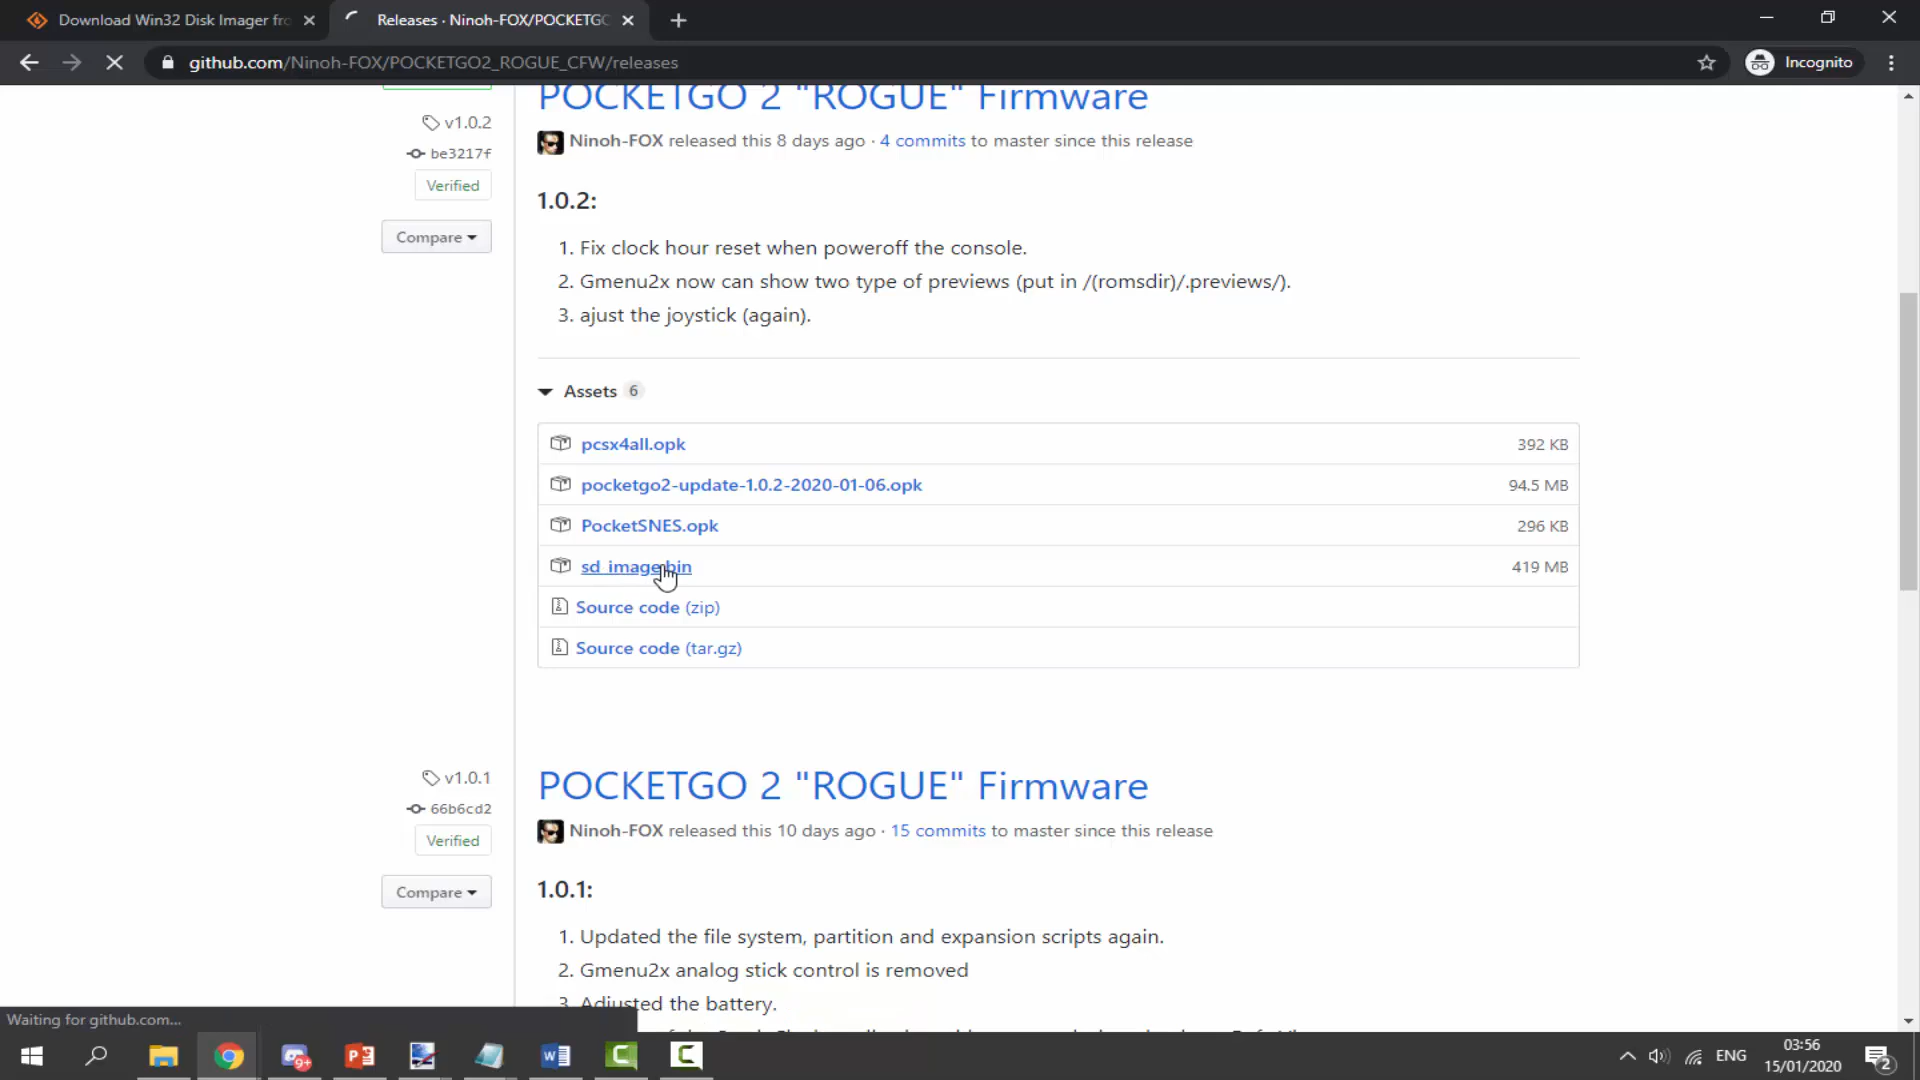 Download Win32 Disk Imager fro
Releases · Ninoh-FOX/POCKETGO
github.com/Ninoh-FOX/POCKETGO2_ROGUE_CFW/releases
Incognito
POCKETGO 2 "ROGUE" Firmware
v1.0.2
Ninoh-FOX released this 8 days ago · 4 commits to master since this release
be3217f
Verified
1.0.2:
Compare
1. Fix clock hour reset when poweroff the console.
2. Gmenu2x now can show two type of previews (put in /(romsdir)/.previews/).
3. ajust the joystick (again).
Assets 6
pcsx4all.opk 392 KB
pocketgo2-update-1.0.2-2020-01-06.opk 94.5 MB
PocketSNES.opk 296 KB
sd_image.bin 419 MB
Source code (zip)
Source code (tar.gz)
v1.0.1
POCKETGO 2 "ROGUE" Firmware
66b6cd2
Ninoh-FOX released this 10 days ago · 15 commits to master since this release
Verified
1.0.1:
Compare
1. Updated the file system, partition and expansion scripts again.
2. Gmenu2x analog stick control is removed
3. Adjusted the battery.
Waiting for github.com...
9+
ENG
03:56
15/01/2020
2